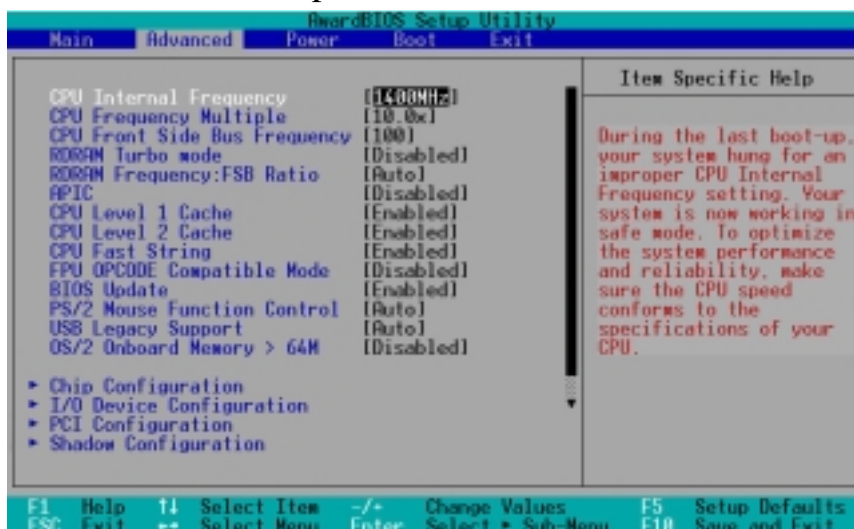 AwardBIOS Setup Utility
Main Advanced Power Boot Exit
Item Specific Help
CPU Internal Frequency [1400MHz]
CPU Frequency Multiple [10.0x]
CPU Front Side Bus Frequency [100]
RDRAM Turbo mode [Disabled]
RDRAM Frequency:FSB Ratio [Auto]
APIC [Disabled]
CPU Level 1 Cache [Enabled]
CPU Level 2 Cache [Enabled]
CPU Fast String [Enabled]
FPU OPCODE Compatible Mode [Disabled]
BIOS Update [Enabled]
PS/2 Mouse Function Control [Auto]
USB Legacy Support [Auto]
OS/2 Onboard Memory > 64M [Disabled]
► Chip Configuration
► I/O Device Configuration
► PCI Configuration
► Shadow Configuration
During the last boot-up,
your system hung for an
improper CPU Internal
Frequency setting. Your
system is now working in
safe mode. To optimize
the system performance
and reliability, make
sure the CPU speed
conforms to the
specifications of your
CPU.
F1 Help ↑↓ Select Item -/+ Change Values F5 Setup Defaults
ESC Exit ←→ Select Menu Enter Select ► Sub-Menu F10 Save and Exit